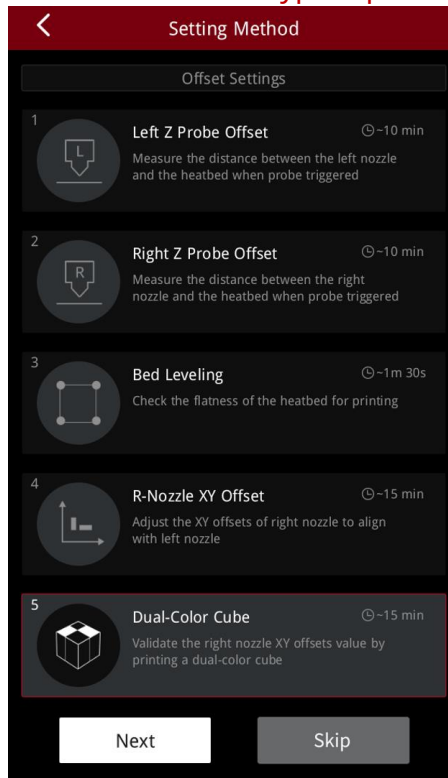 Setting Method
Offset Settings
1
Left Z Probe Offset
~10 min
Measure the distance between the left nozzle
and the heatbed when probe triggered
L
2
Right Z Probe Offset
~10 min
Measure the distance between the right
nozzle and the heatbed when probe triggered
R
3
Bed Leveling
~1m 30s
Check the flatness of the heatbed for printing
4
R-Nozzle XY Offset
~15 min
Adjust the XY offsets of right nozzle to align
with left nozzle
5
Dual-Color Cube
~15 min
Validate the right nozzle XY offsets value by
printing a dual-color cube
Next
Skip